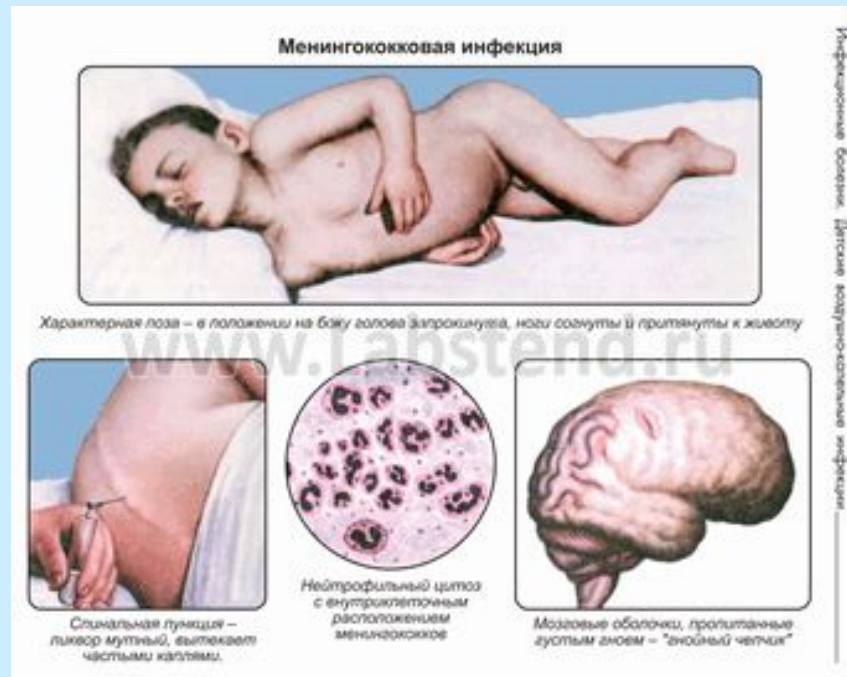 Менингококковая инфекция
Характерная поза – в положении на боку голова запрокинута, ноги согнуты и притянуты к животу
www.Labstend.ru
Спинальная пункция –
ликвор мутный, вытекает
частыми каплями.
Нейтрофильный цитоз
с внутриклеточным
расположением
менингококков
Мозговые оболочки, пропитанные
густым гноем – "гнойный чепчик"
Инфекционные болезни. Детские воздушно-капельные инфекции.